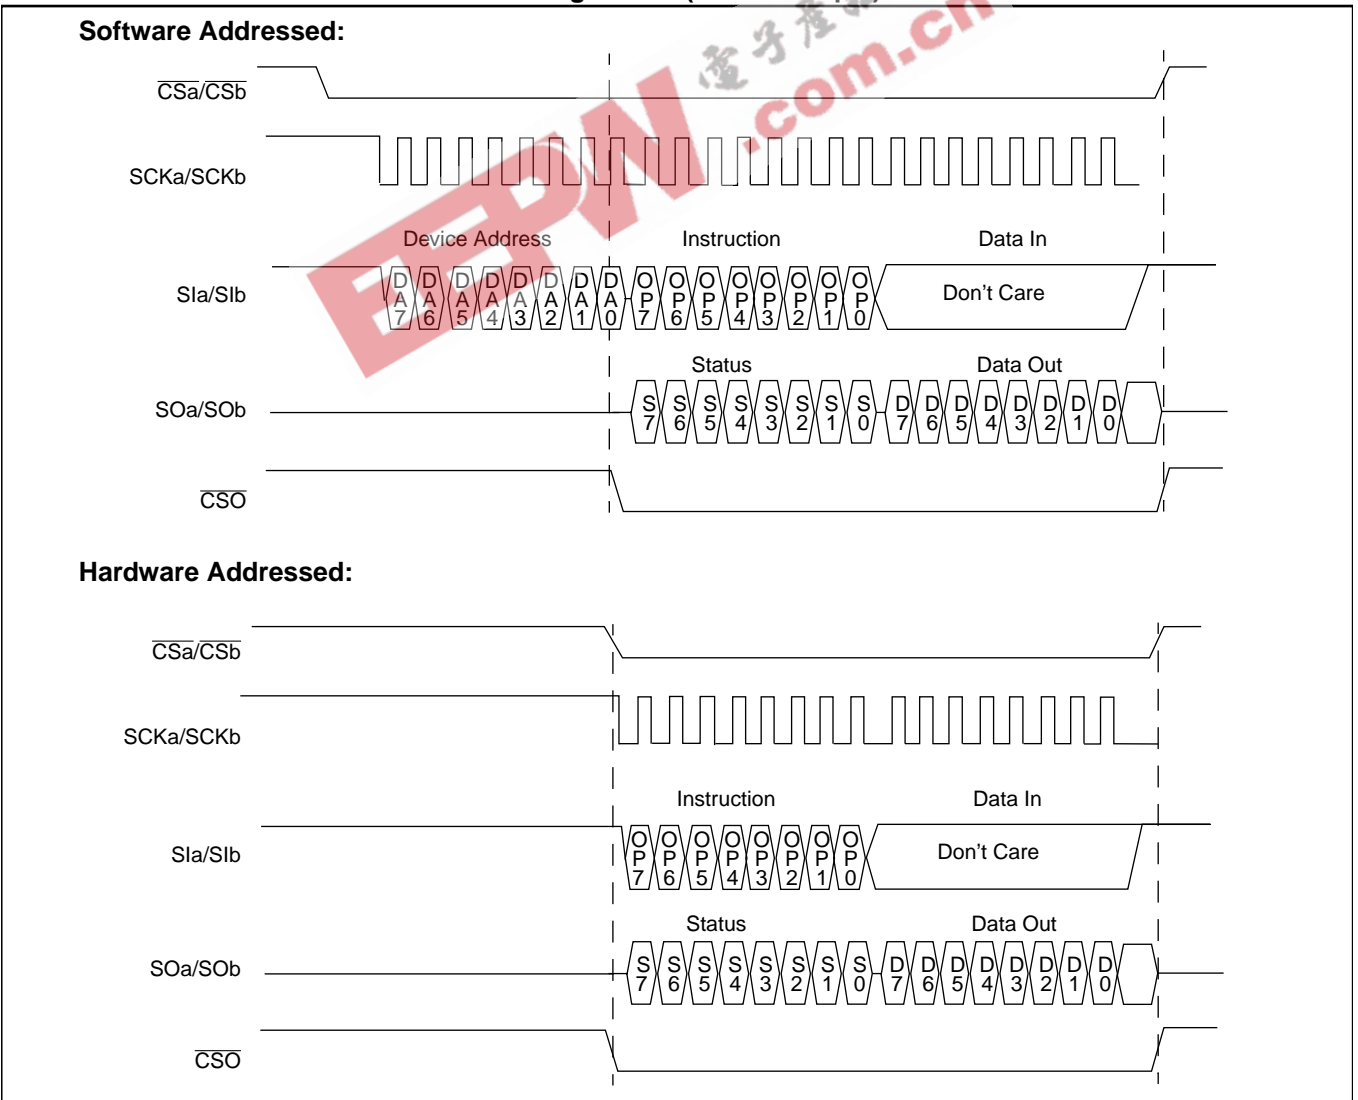 Software Addressed:
CSa/CSb
SCKa/SCKb
Device Address Instruction Data In
SIa/SIb DA7 DA6 DA5 DA4 DA3 DA2 DA1 DA0 OP7 OP6 OP5 OP4 OP3 OP2 OP1 OP0 Don't Care
Status Data Out
SOa/SOb S7 S6 S5 S4 S3 S2 S1 S0 D7 D6 D5 D4 D3 D2 D1 D0
CSO
Hardware Addressed:
CSa/CSb
SCKa/SCKb
Instruction Data In
SIa/SIb OP7 OP6 OP5 OP4 OP3 OP2 OP1 OP0 Don't Care
Status Data Out
SOa/SOb S7 S6 S5 S4 S3 S2 S1 S0 D7 D6 D5 D4 D3 D2 D1 D0
CSO
EEPW
.com.cn